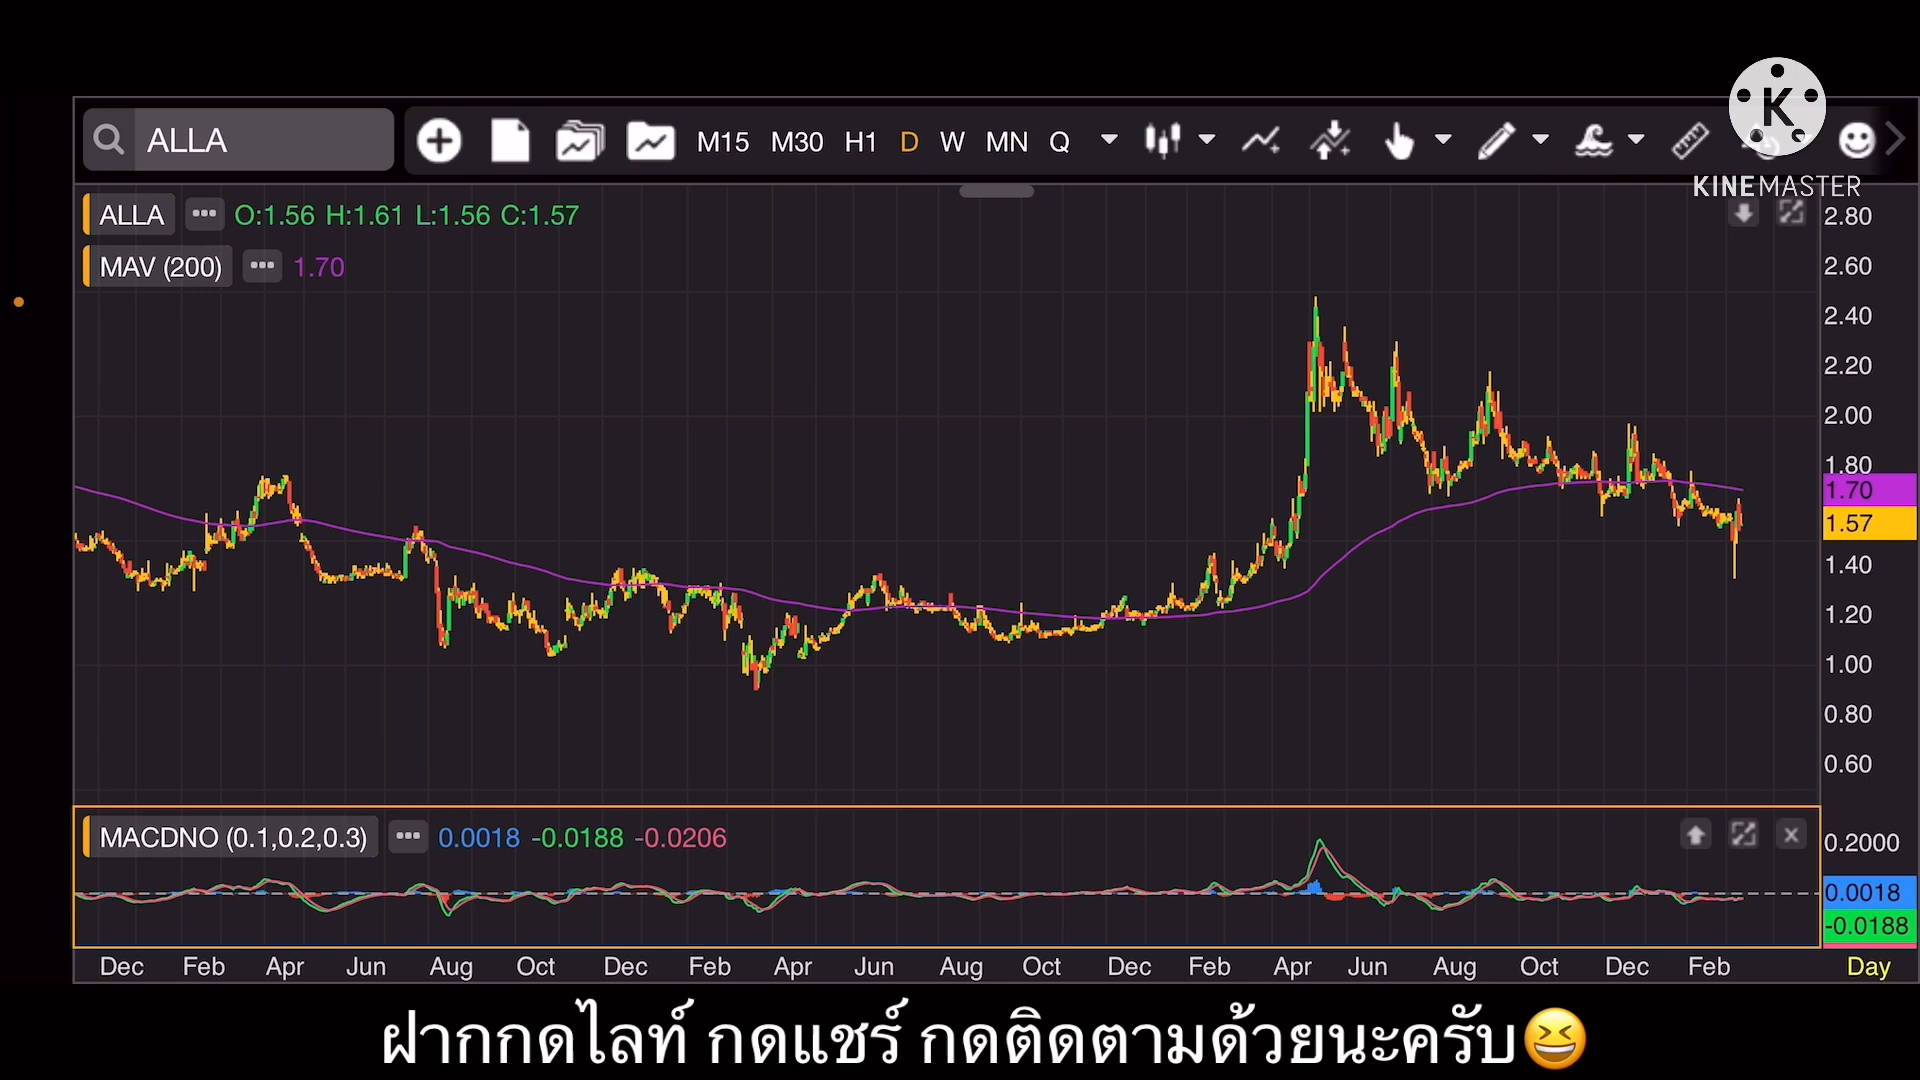 ALLA M15 M30 H1 D W MN Q
K
KINEMASTER
ALLA ••• O:1.56 H:1.61 L:1.56 C:1.57
MAV (200) ••• 1.70
2.80
2.60
2.40
2.20
2.00
1.80
1.70
1.57
1.40
1.20
1.00
0.80
0.60
MACDNO (0.1,0.2,0.3) ••• 0.0018 -0.0188 -0.0206
0.2000
0.0018
-0.0188
Dec Feb Apr Jun Aug Oct Dec Feb Apr Jun Aug Oct Dec Feb Apr Jun Aug Oct Dec Feb Day
ฝากกดไลท์ กดแชร์ กดติดตามด้วยนะครับ😆